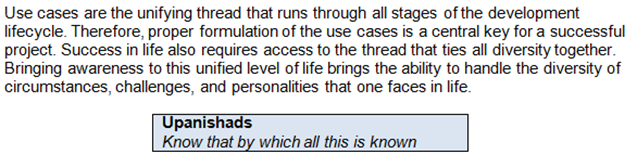 Use cases are the unifying thread that runs through all stages of the development
lifecycle. Therefore, proper formulation of the use cases is a central key for a successful
project. Success in life also requires access to the thread that ties all diversity together.
Bringing awareness to this unified level of life brings the ability to handle the diversity of
circumstances, challenges, and personalities that one faces in life.
Upanishads
Know that by which all this is known